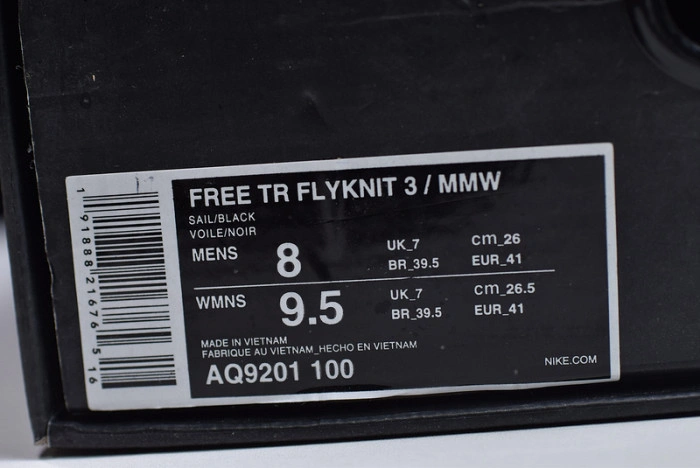 FREE TR FLYKNIT 3 / MMW
SAIL/BLACK
VOILE/NOIR
MENS 8 UK_7 cm_26
BR_39.5 EUR_41
WMNS 9.5 UK_7 cm_26.5
BR_39.5 EUR_41
MADE IN VIETNAM
FABRIQUE AU VIETNAM_HECHO EN VIETNAM
AQ9201 100
NIKE.COM
1 91888 21676 516